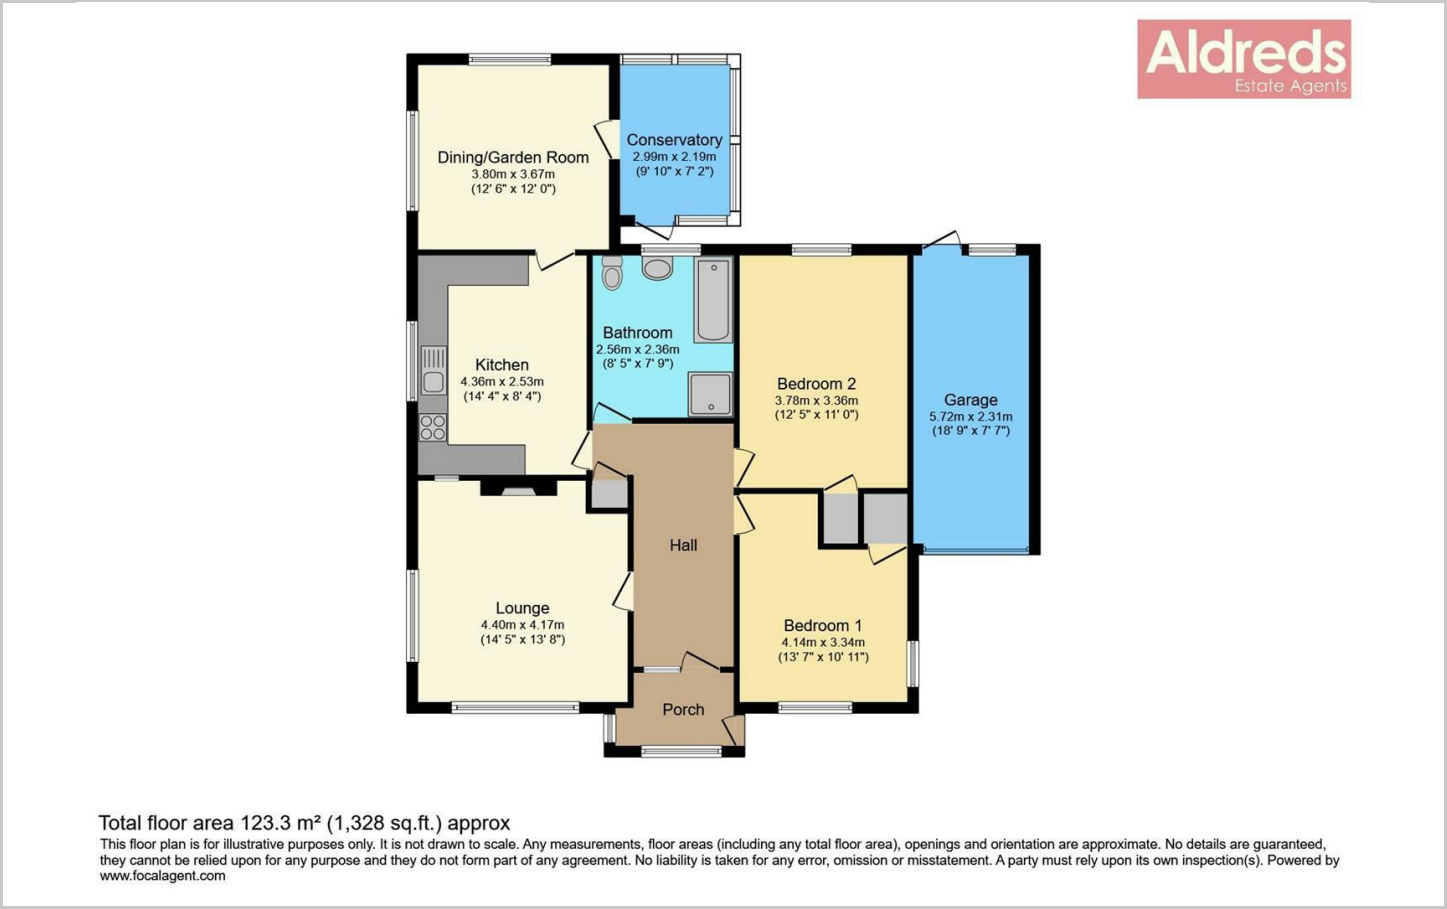 Aldreds
Estate Agents
Conservatory
2.99m x 2.19m
(9' 10" x 7' 2")
Dining/Garden Room
3.80m x 3.67m
(12' 6" x 12' 0")
Bathroom
2.56m x 2.36m
(8' 5" x 7' 9")
Kitchen
4.36m x 2.53m
(14' 4" x 8' 4")
Bedroom 2
3.78m x 3.36m
(12' 5" x 11' 0")
Garage
5.72m x 2.31m
(18' 9" x 7' 7")
Hall
Lounge
4.40m x 4.17m
(14' 5" x 13' 8")
Bedroom 1
4.14m x 3.34m
(13' 7" x 10' 11")
Porch
Total floor area 123.3 m² (1,328 sq.ft.) approx
This floor plan is for illustrative purposes only. It is not drawn to scale. Any measurements, floor areas (including any total floor area), openings and orientation are approximate. No details are guaranteed,
they cannot be relied upon for any purpose and they do not form part of any agreement. No liability is taken for any error, omission or misstatement. A party must rely upon its own inspection(s). Powered by
www.focalagent.com